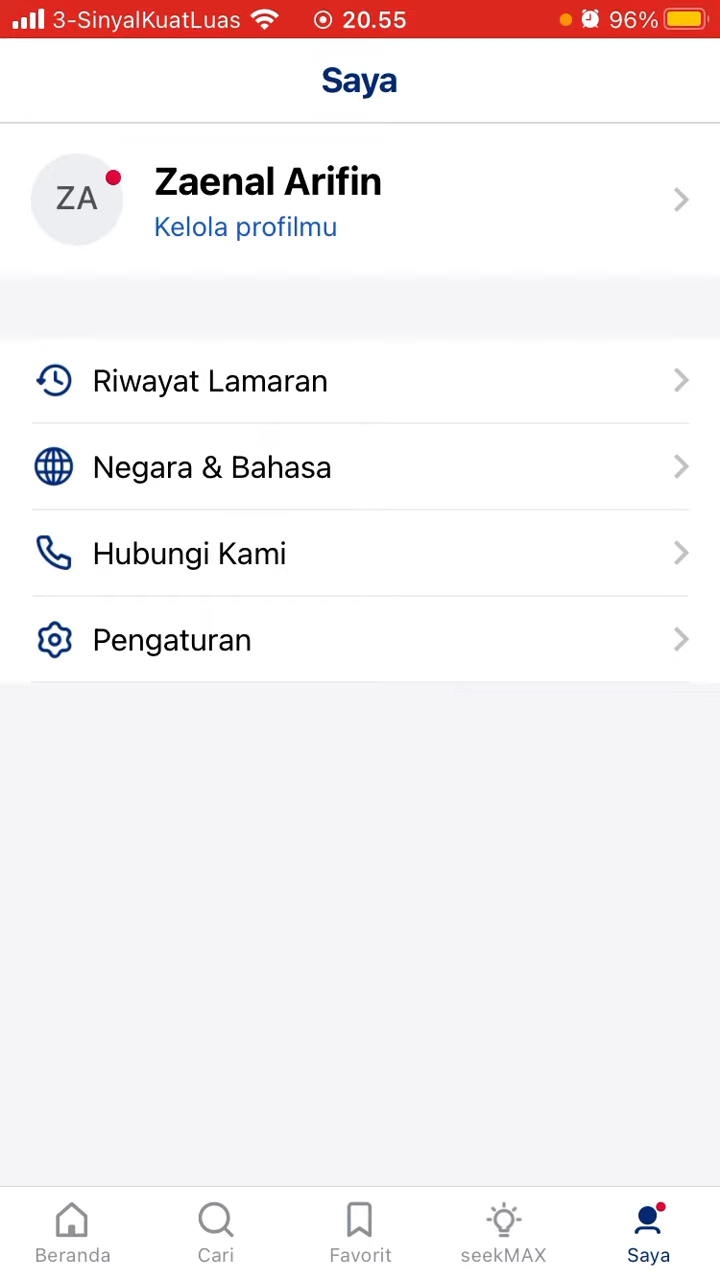 3-SinyalKuatLuas 20.55 96%
Saya
ZA
Zaenal Arifin
Kelola profilmu
Riwayat Lamaran
Negara & Bahasa
Hubungi Kami
Pengaturan
Beranda Cari Favorit seekMAX Saya